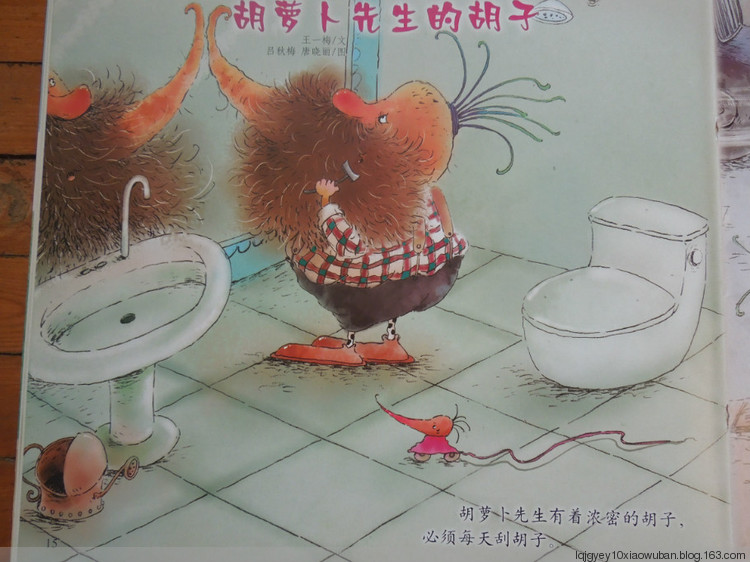 胡萝卜先生的胡子
王一梅/文
吕秋梅 唐晓丽/图
胡萝卜先生有着浓密的胡子，
必须每天刮胡子。
15
lqjgyey10xiaowuban.blog.163.com